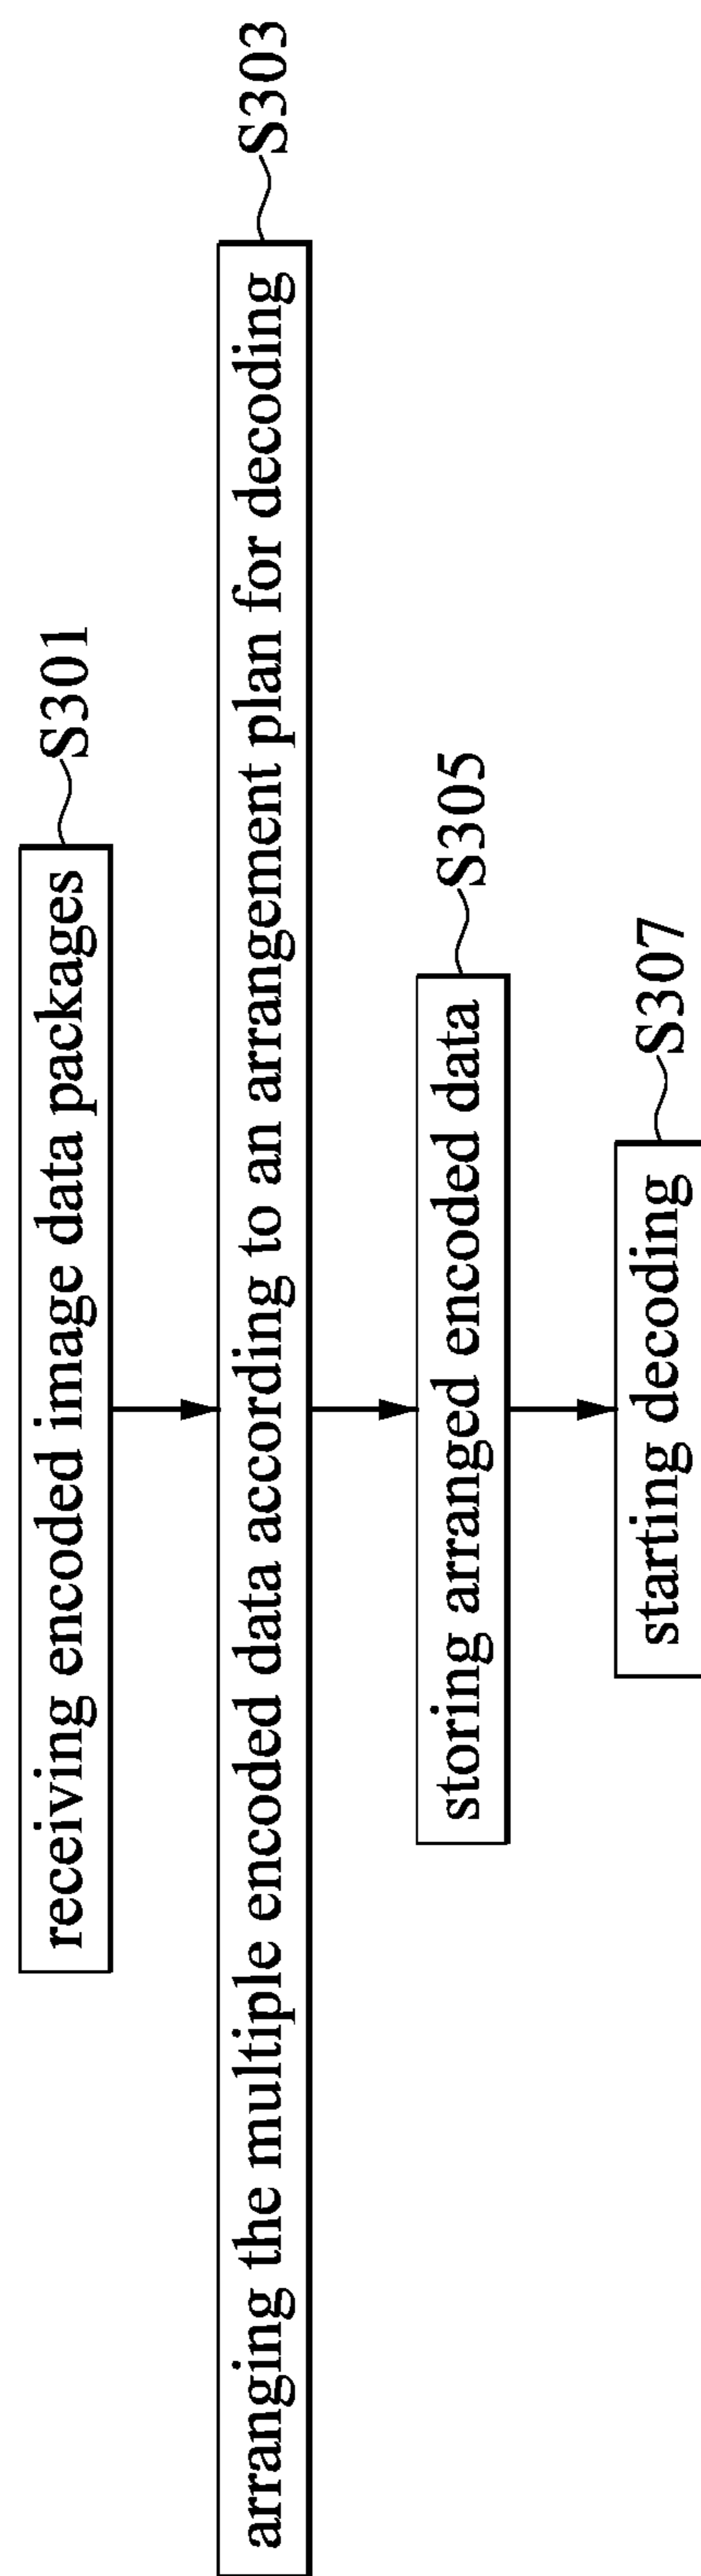 receiving encoded image data packages
S301
arranging the multiple encoded data according to an arrangement plan for decoding
S303
storing arranged encoded data
S305
starting decoding
S307